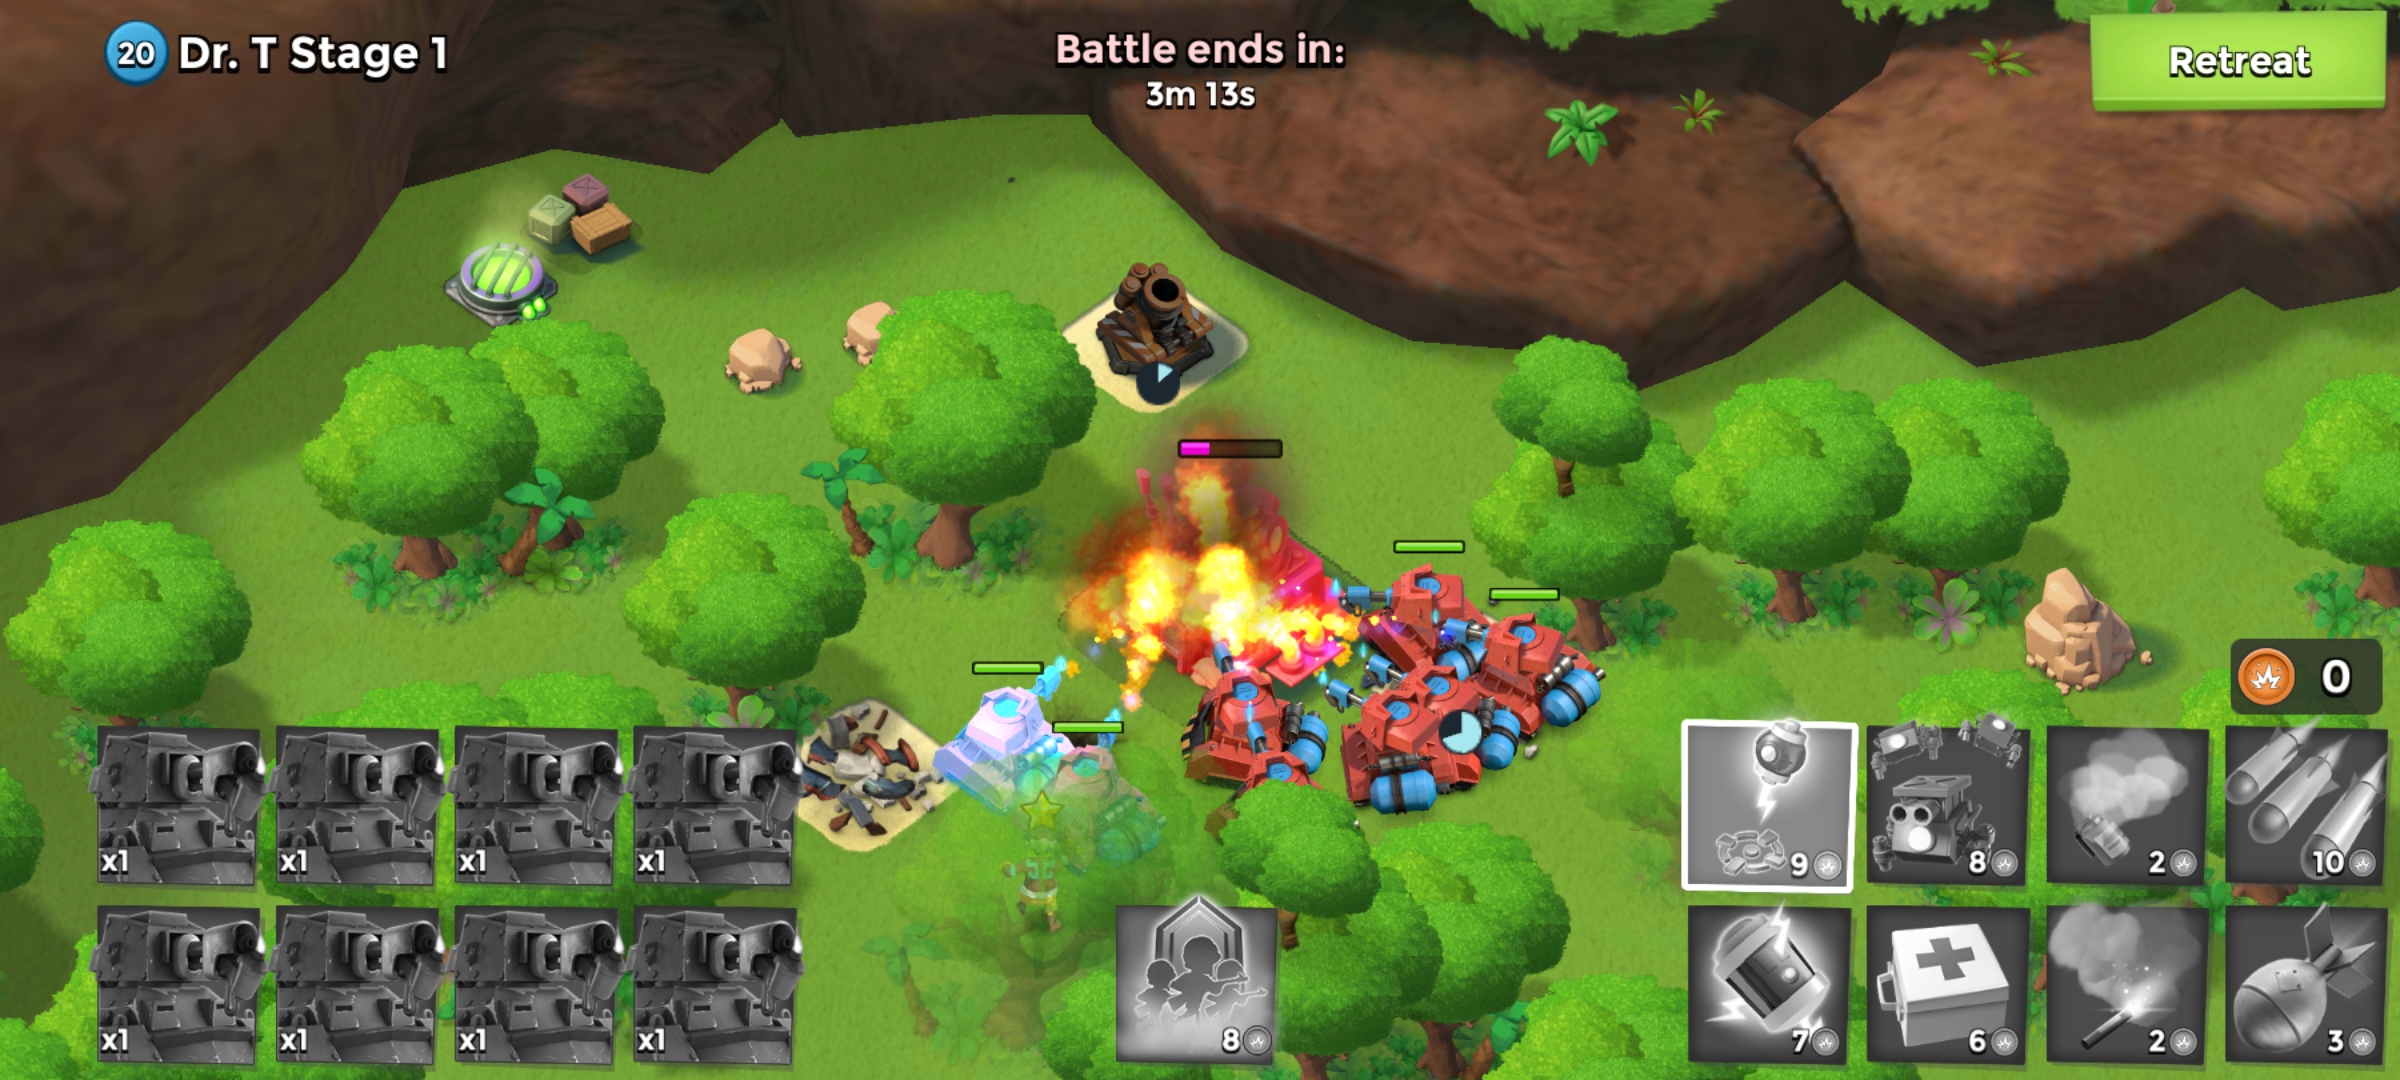 20 Dr. T Stage 1
Battle ends in:
3m 13s
Retreat
0
x1 x1 x1 x1
9 8 2 10
x1 x1 x1 x1
8
7 6 2 3